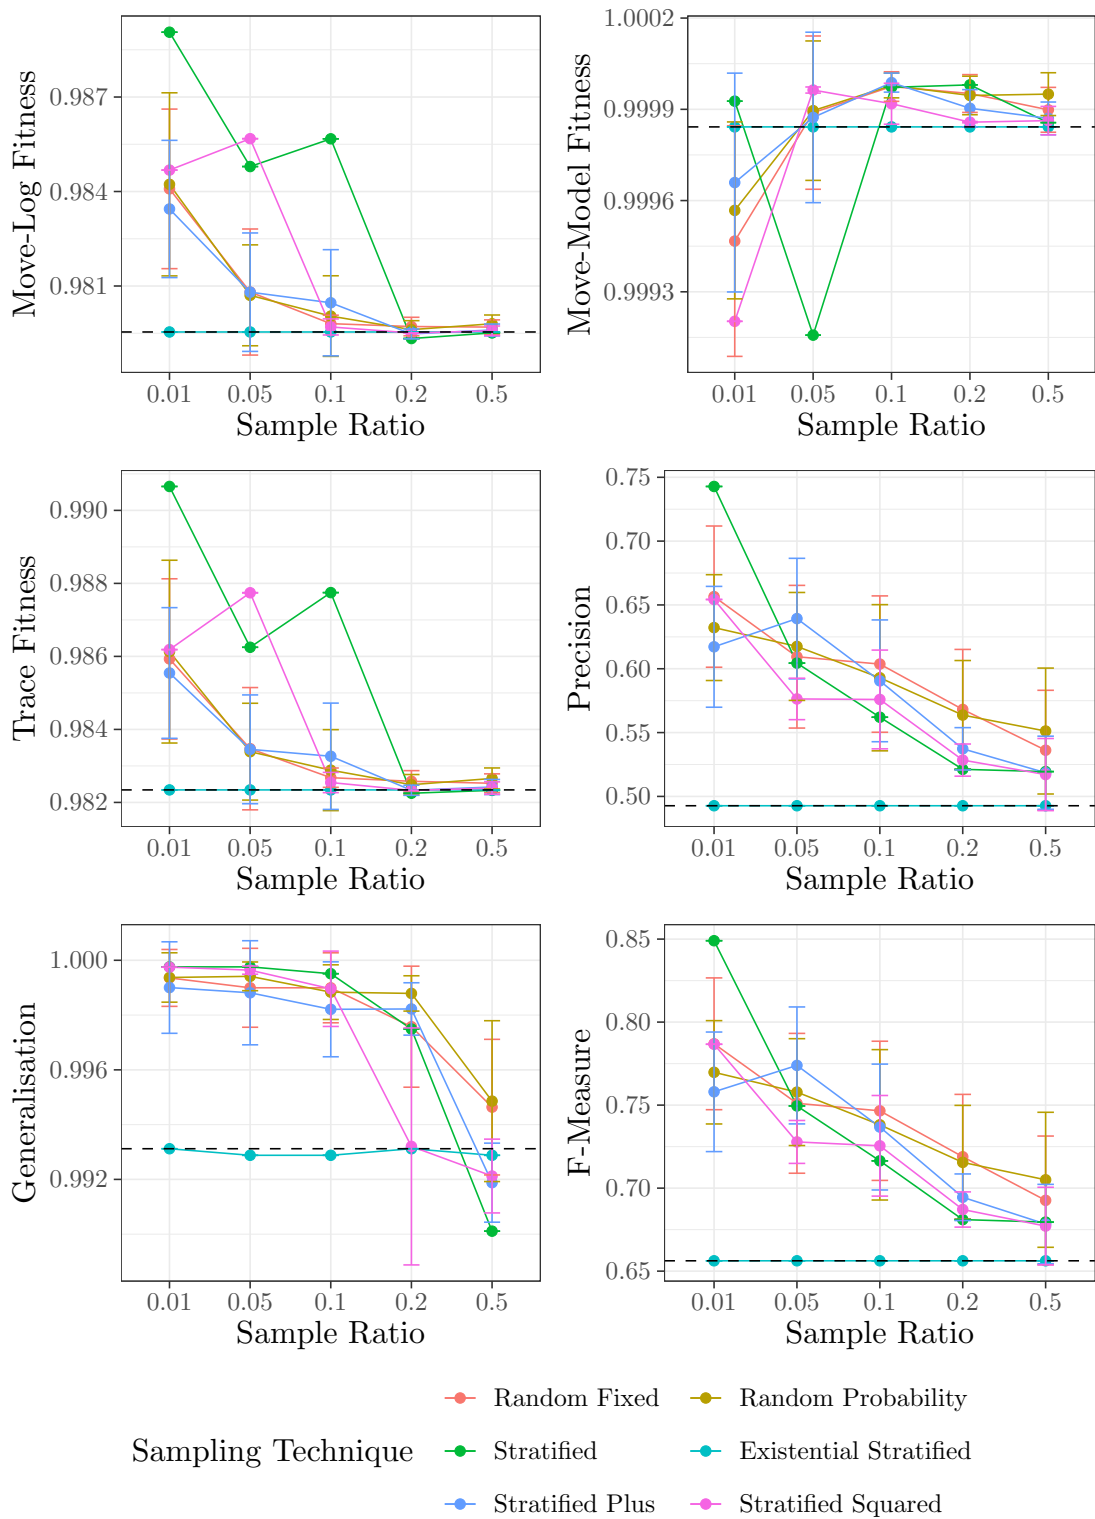 Move-Log Fitness
0.987
0.984
0.981
0.01 0.05 0.1 0.2 0.5
Sample Ratio
Move-Model Fitness
1.0002
0.9999
0.9996
0.9993
0.01 0.05 0.1 0.2 0.5
Sample Ratio
Trace Fitness
0.990
0.988
0.986
0.984
0.982
0.01 0.05 0.1 0.2 0.5
Sample Ratio
Precision
0.75
0.70
0.65
0.60
0.55
0.50
0.01 0.05 0.1 0.2 0.5
Sample Ratio
Generalisation
1.000
0.996
0.992
0.01 0.05 0.1 0.2 0.5
Sample Ratio
F-Measure
0.85
0.80
0.75
0.70
0.65
0.01 0.05 0.1 0.2 0.5
Sample Ratio
Sampling Technique
Random Fixed
Random Probability
Stratified
Existential Stratified
Stratified Plus
Stratified Squared